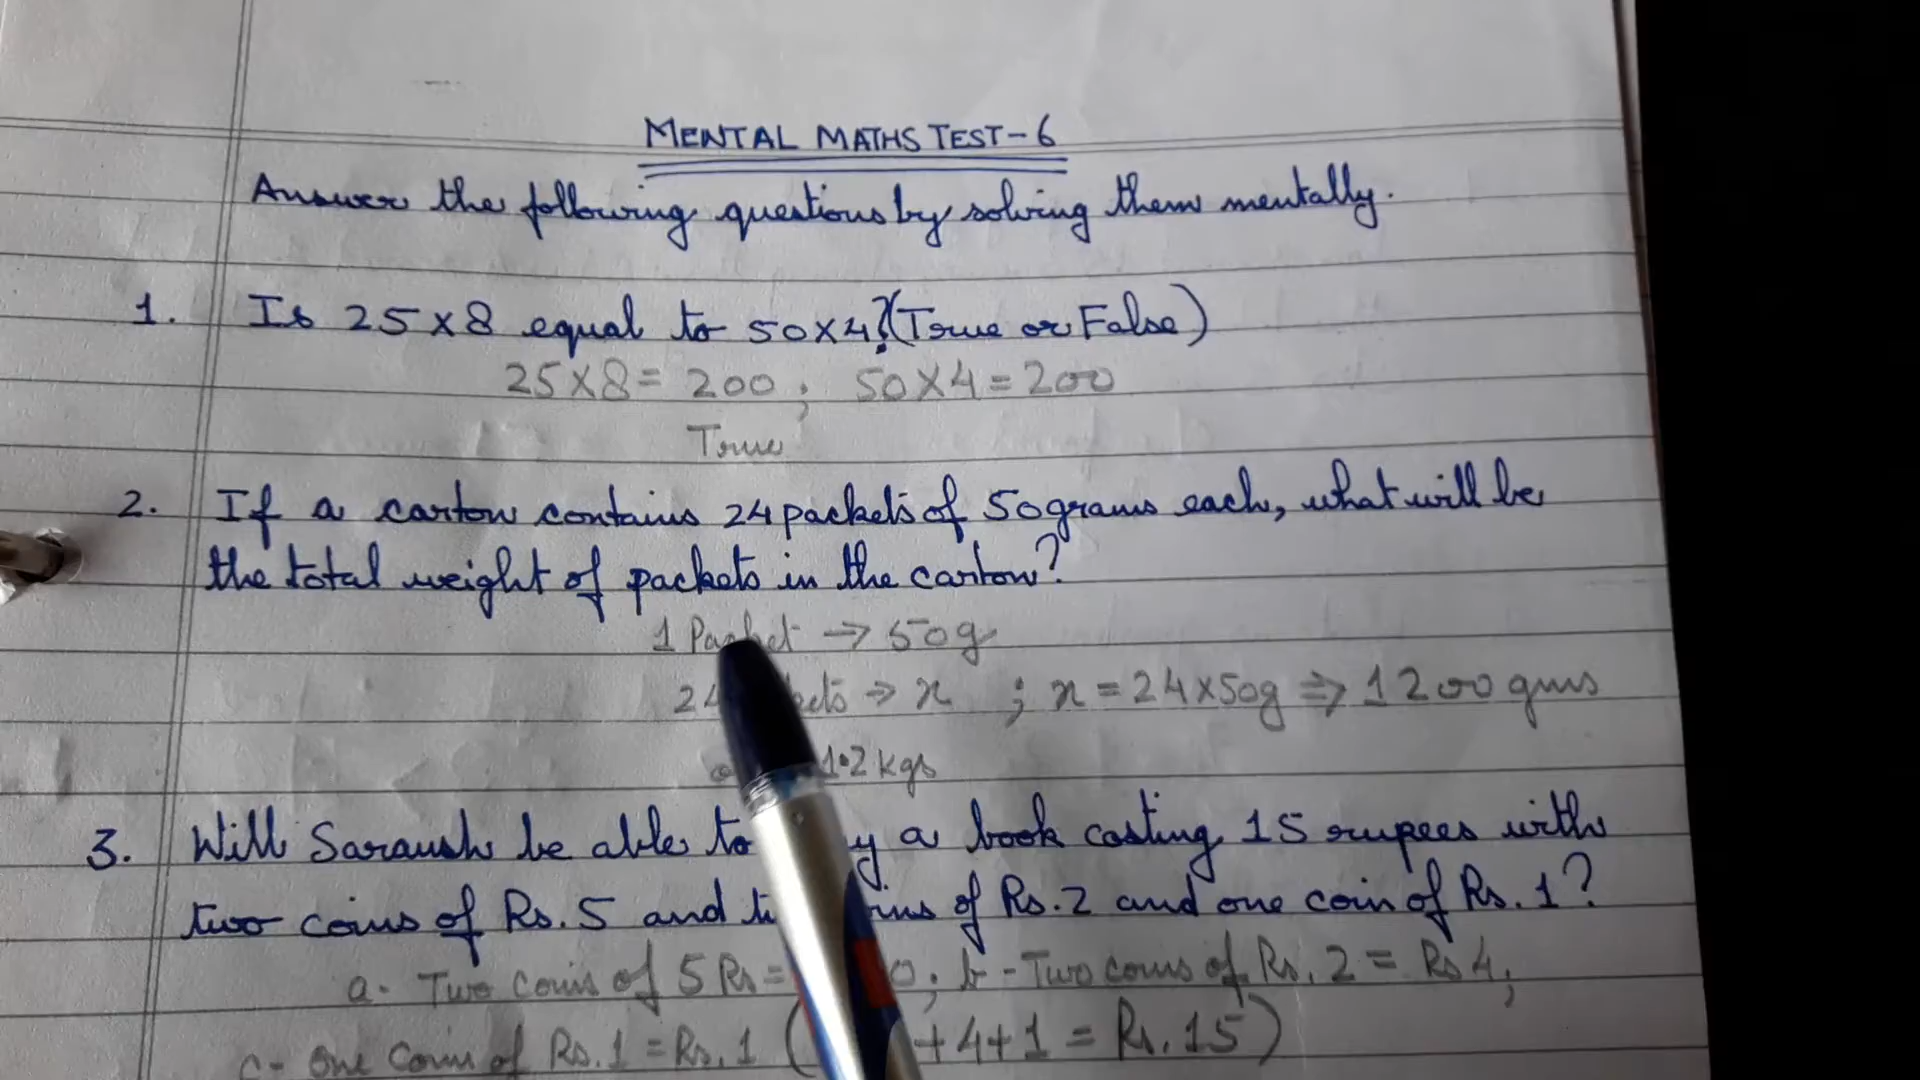 MENTAL MATHS TEST-6
Answer the following questions by solving them mentally.
1. Is 25×8 equal to 50×4?(True or False)
25×8= 200 ; 50×4=200
True
2. If a carton contains 24 packets of 50grams each, what will be
the total weight of packets in the carton?
1 Packet → 50g
24 → x ; x = 24×50g ⇒ 1200 gms
1.2 kgs
3. Will Saransh be able to a book costing 15 rupees with
two coins of Rs. 5 and of Rs. 2 and one coin of Rs. 1?
a. Two coins of 5 Rs = ; b - Two coins of Rs. 2 = Rs 4;
c- one coin of Rs. 1 = Rs. 1 ( +4+1 = Rs. 15)